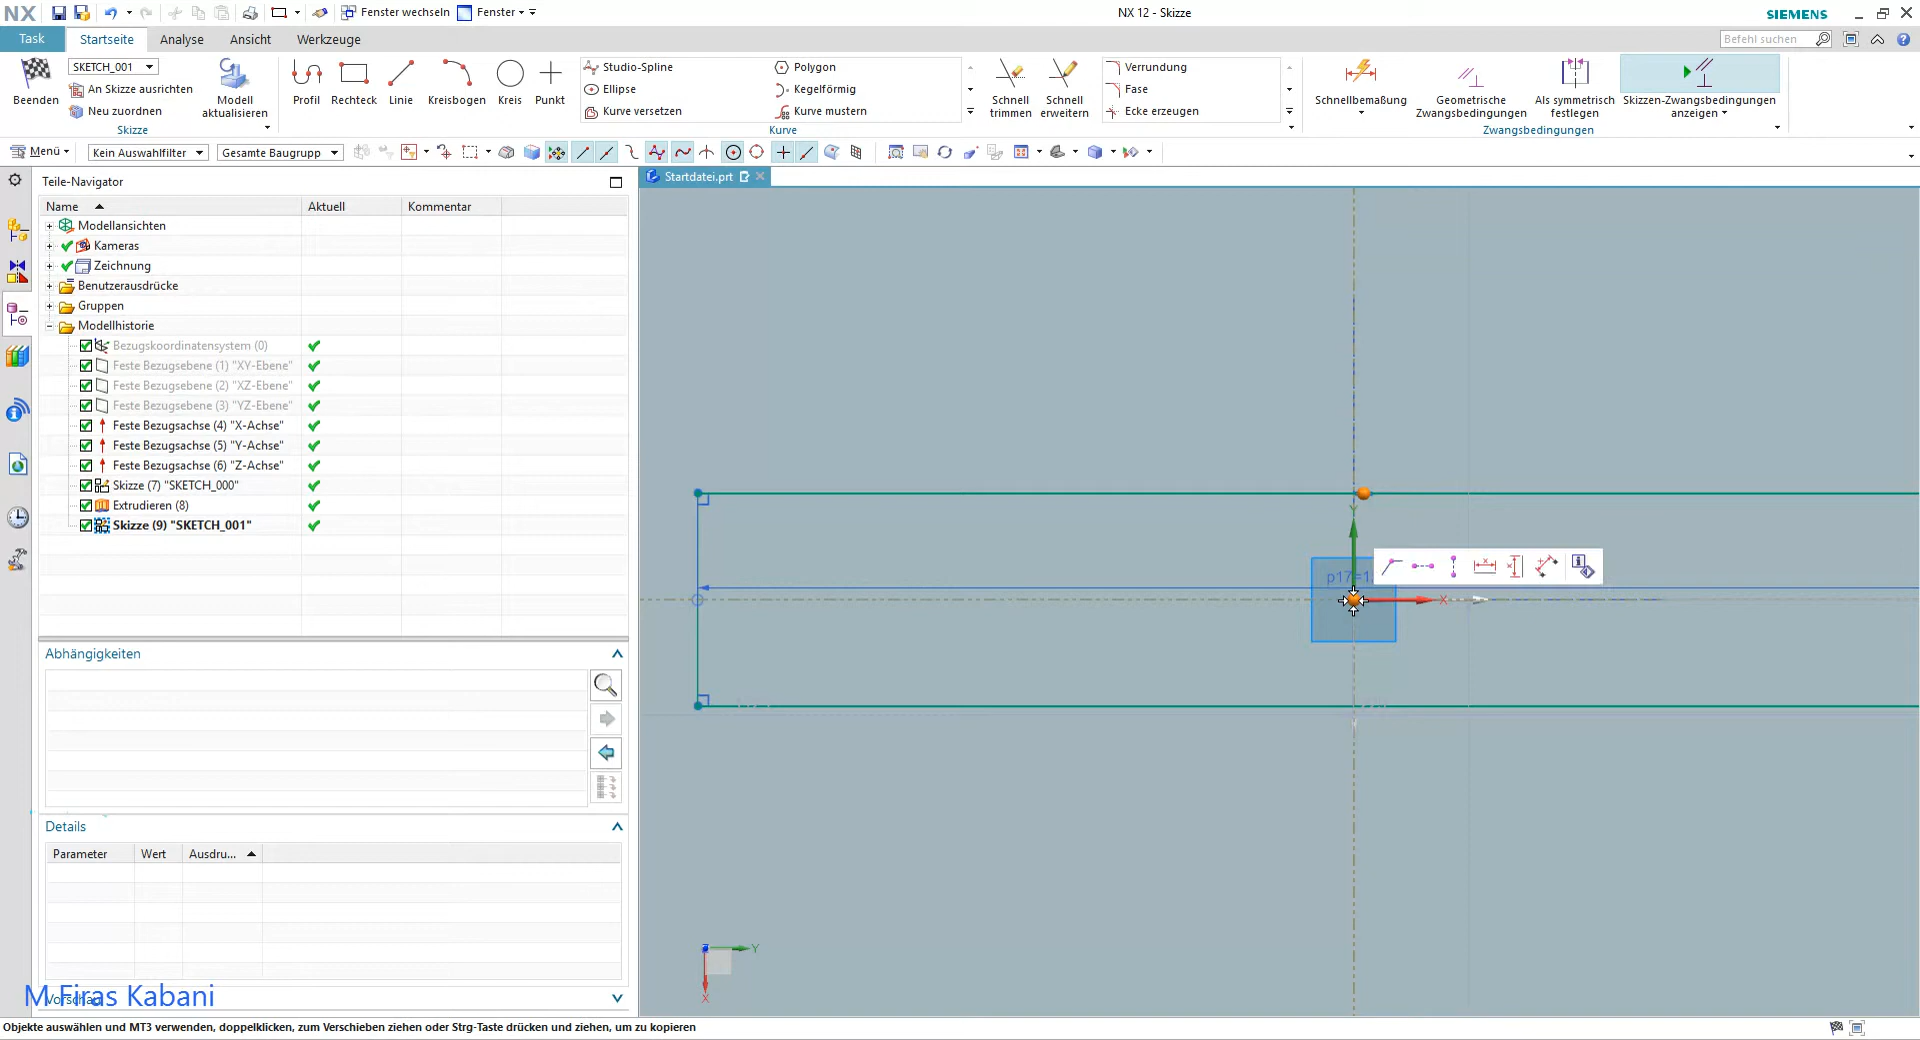 NX
Fenster wechseln
Fenster
NX 12 - Skizze
SIEMENS
Task
Startseite
Analyse
Ansicht
Werkzeuge
Befehl suchen
Beenden
SKETCH_001
An Skizze ausrichten
Neu zuordnen
Skizze
Modell
aktualisieren
Profil
Rechteck
Linie
Kreisbogen
Kreis
Punkt
Studio-Spline
Ellipse
Kurve versetzen
Polygon
Kegelförmig
Kurve mustern
Kurve
Schnell
trimmen
Schnell
erweitern
Verrundung
Fase
Ecke erzeugen
Schnellbemaßung
Geometrische
Zwangsbedingungen
Als symmetrisch
festlegen
Skizzen-Zwangsbedingungen
anzeigen
Zwangsbedingungen
Menü
Kein Auswahlfilter
Gesamte Baugrupp
Teile-Navigator
Startdatei.prt
Name
Aktuell
Kommentar
Modellansichten
Kameras
Zeichnung
Benutzerausdrücke
Gruppen
Modellhistorie
Bezugskoordinatensystem (0)
Feste Bezugsebene (1) "XY-Ebene"
Feste Bezugsebene (2) "XZ-Ebene"
Feste Bezugsebene (3) "YZ-Ebene"
Feste Bezugsachse (4) "X-Achse"
Feste Bezugsachse (5) "Y-Achse"
Feste Bezugsachse (6) "Z-Achse"
Skizze (7) "SKETCH_000"
Extrudieren (8)
Skizze (9) "SKETCH_001"
Y
X
Abhängigkeiten
Details
Parameter
Wert
Ausdru...
Y
X
M.Firas Kabani
Objekte auswählen und MT3 verwenden, doppelklicken, zum Verschieben ziehen oder Strg-Taste drücken und ziehen, um zu kopieren